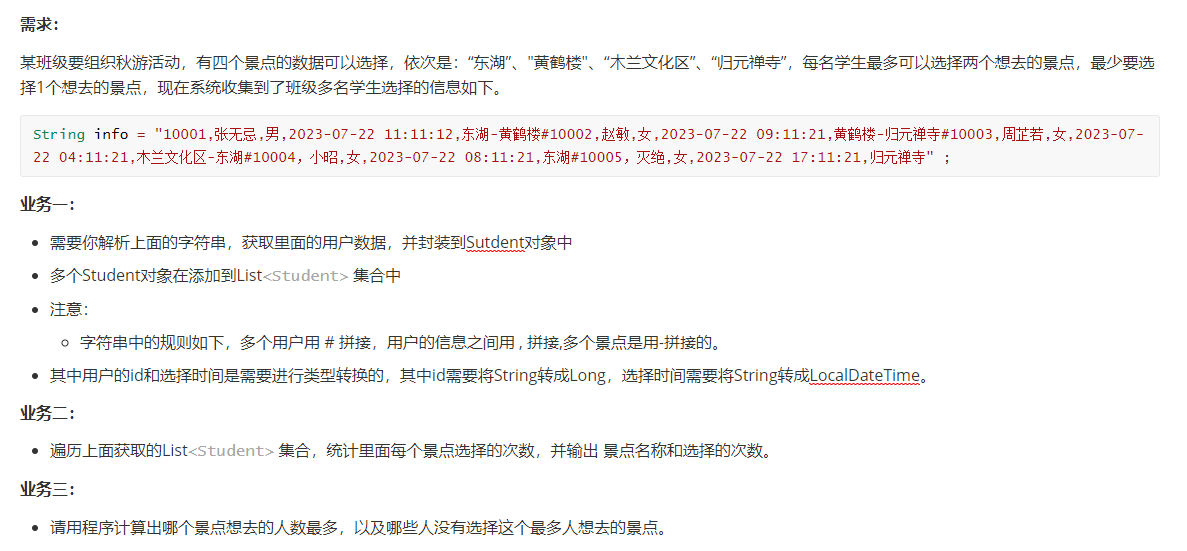 需求：
某班级要组织秋游活动，有四个景点的数据可以选择，依次是：“东湖”、"黄鹤楼"、“木兰文化区”、“归元禅寺”，每名学生最多可以选择两个想去的景点，最少要选
择1个想去的景点，现在系统收集到了班级多名学生选择的信息如下。
String info = "10001,张无忌,男,2023-07-22 11:11:12,东湖-黄鹤楼#10002,赵敏,女,2023-07-22 09:11:21,黄鹤楼-归元禅寺#10003,周芷若,女,2023-07-
22 04:11:21,木兰文化区-东湖#10004，小昭,女,2023-07-22 08:11:21,东湖#10005，灭绝,女,2023-07-22 17:11:21,归元禅寺" ;
业务一：
• 需要你解析上面的字符串，获取里面的用户数据，并封装到Sutdent对象中
• 多个Student对象在添加到List<Student> 集合中
• 注意：
○ 字符串中的规则如下，多个用户用 # 拼接，用户的信息之间用 , 拼接,多个景点是用-拼接的。
• 其中用户的id和选择时间是需要进行类型转换的，其中id需要将String转成Long，选择时间需要将String转成LocalDateTime。
业务二：
• 遍历上面获取的List<Student> 集合，统计里面每个景点选择的次数，并输出 景点名称和选择的次数。
业务三：
• 请用程序计算出哪个景点想去的人数最多，以及哪些人没有选择这个最多人想去的景点。